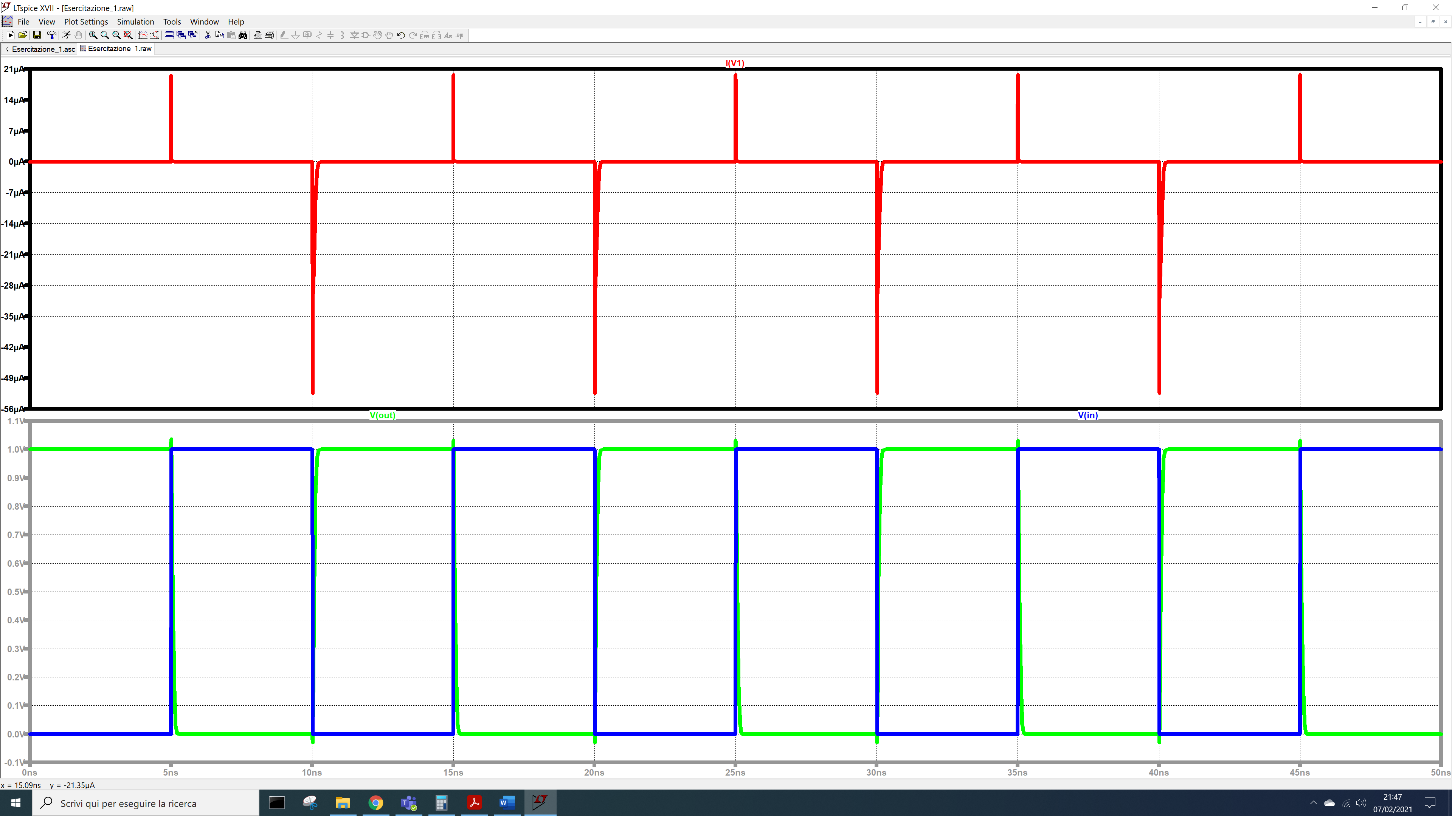 LTspice XVII - [Esercitazione_1.raw]
File View Plot Settings Simulation Tools Window Help
Esercitazione_1.asc Esercitazione_1.raw
I(V1)
21µA
14µA
7µA
0µA
-7µA
-14µA
-21µA
-28µA
-35µA
-42µA
-49µA
-56µA
V(out) V(in)
1.1V
1.0V
0.9V
0.8V
0.7V
0.6V
0.5V
0.4V
0.3V
0.2V
0.1V
0.0V
-0.1V
0ns 5ns 10ns 15ns 20ns 25ns 30ns 35ns 40ns 45ns 50ns
x = 15.09ns y = -21.35µA
Scrivi qui per eseguire la ricerca
21:47
07/02/2021